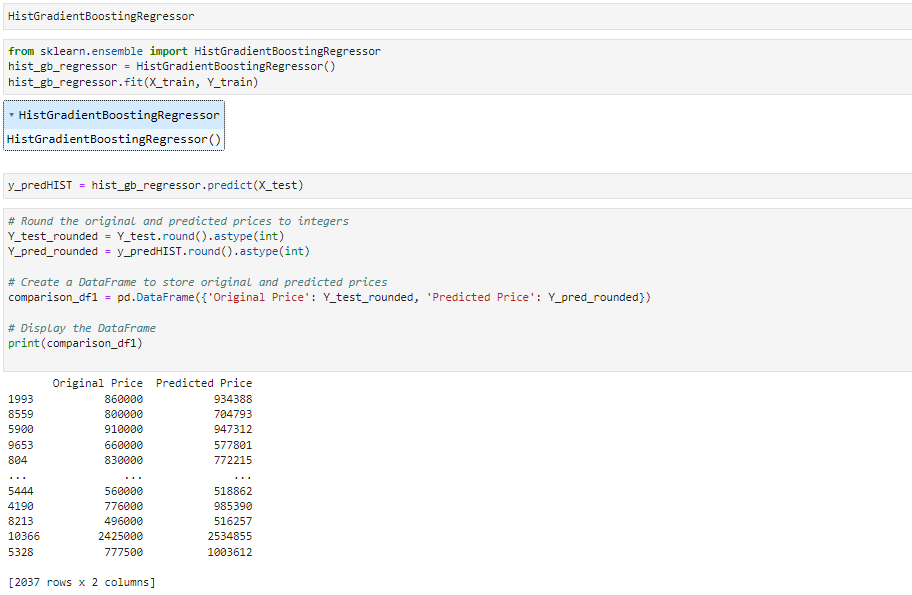 HistGradientBoostingRegressor
from sklearn.ensemble import HistGradientBoostingRegressor
hist_gb_regressor = HistGradientBoostingRegressor()
hist_gb_regressor.fit(X_train, Y_train)
▾ HistGradientBoostingRegressor
HistGradientBoostingRegressor()
y_predHIST = hist_gb_regressor.predict(X_test)
# Round the original and predicted prices to integers
Y_test_rounded = Y_test.round().astype(int)
Y_pred_rounded = y_predHIST.round().astype(int)
# Create a DataFrame to store original and predicted prices
comparison_df1 = pd.DataFrame({'Original Price': Y_test_rounded, 'Predicted Price': Y_pred_rounded})
# Display the DataFrame
print(comparison_df1)
Original Price Predicted Price
1993 860000 934388
8559 800000 704793
5900 910000 947312
9653 660000 577801
804 830000 772215
... ... ...
5444 560000 518862
4190 776000 985390
8213 496000 516257
10366 2425000 2534855
5328 777500 1003612
[2037 rows x 2 columns]